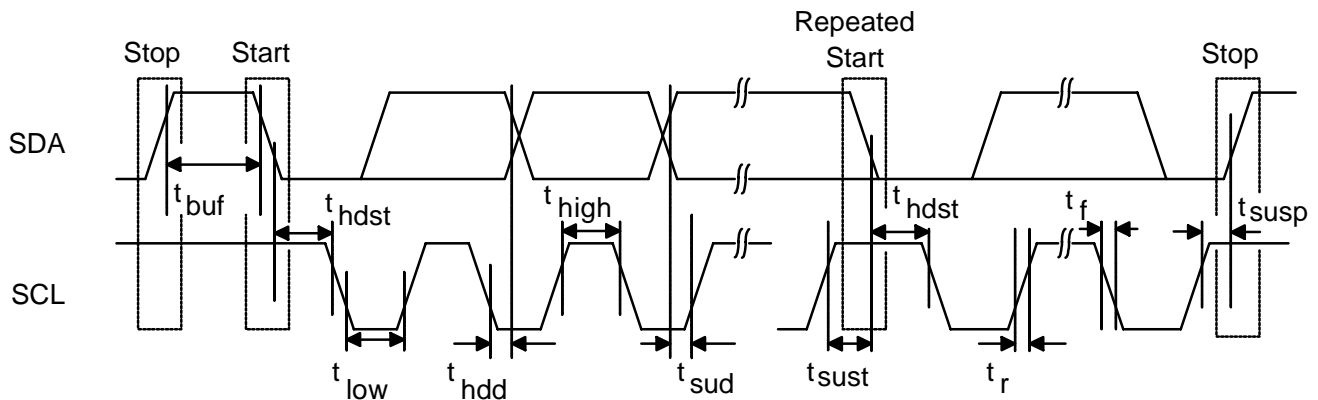 Repeated
Stop Start Start Stop
SDA
t buf t hdst t high t hdst t f t susp
SCL
t low t hdd t sud t sust t r